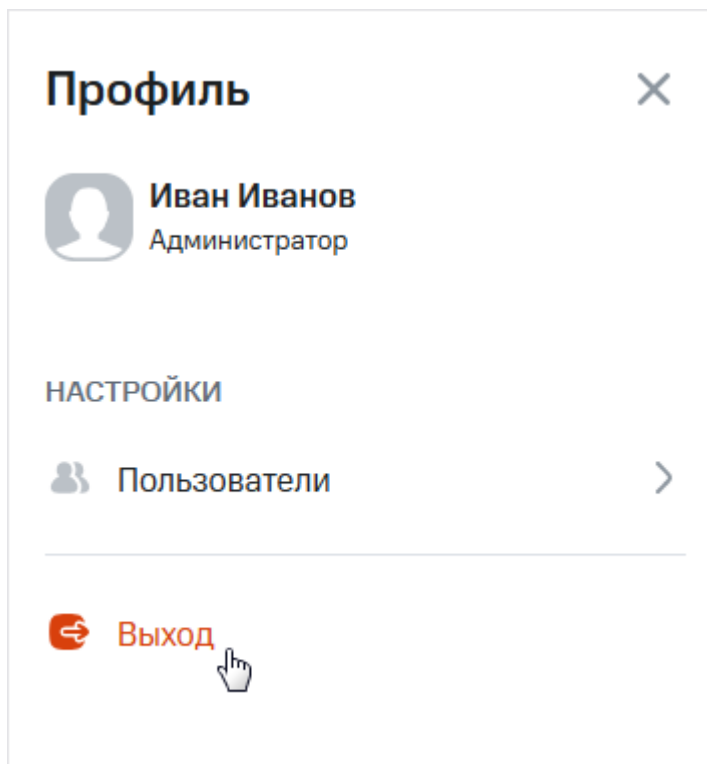 Профиль
Иван Иванов
Администратор
НАСТРОЙКИ
Пользователи
Выход